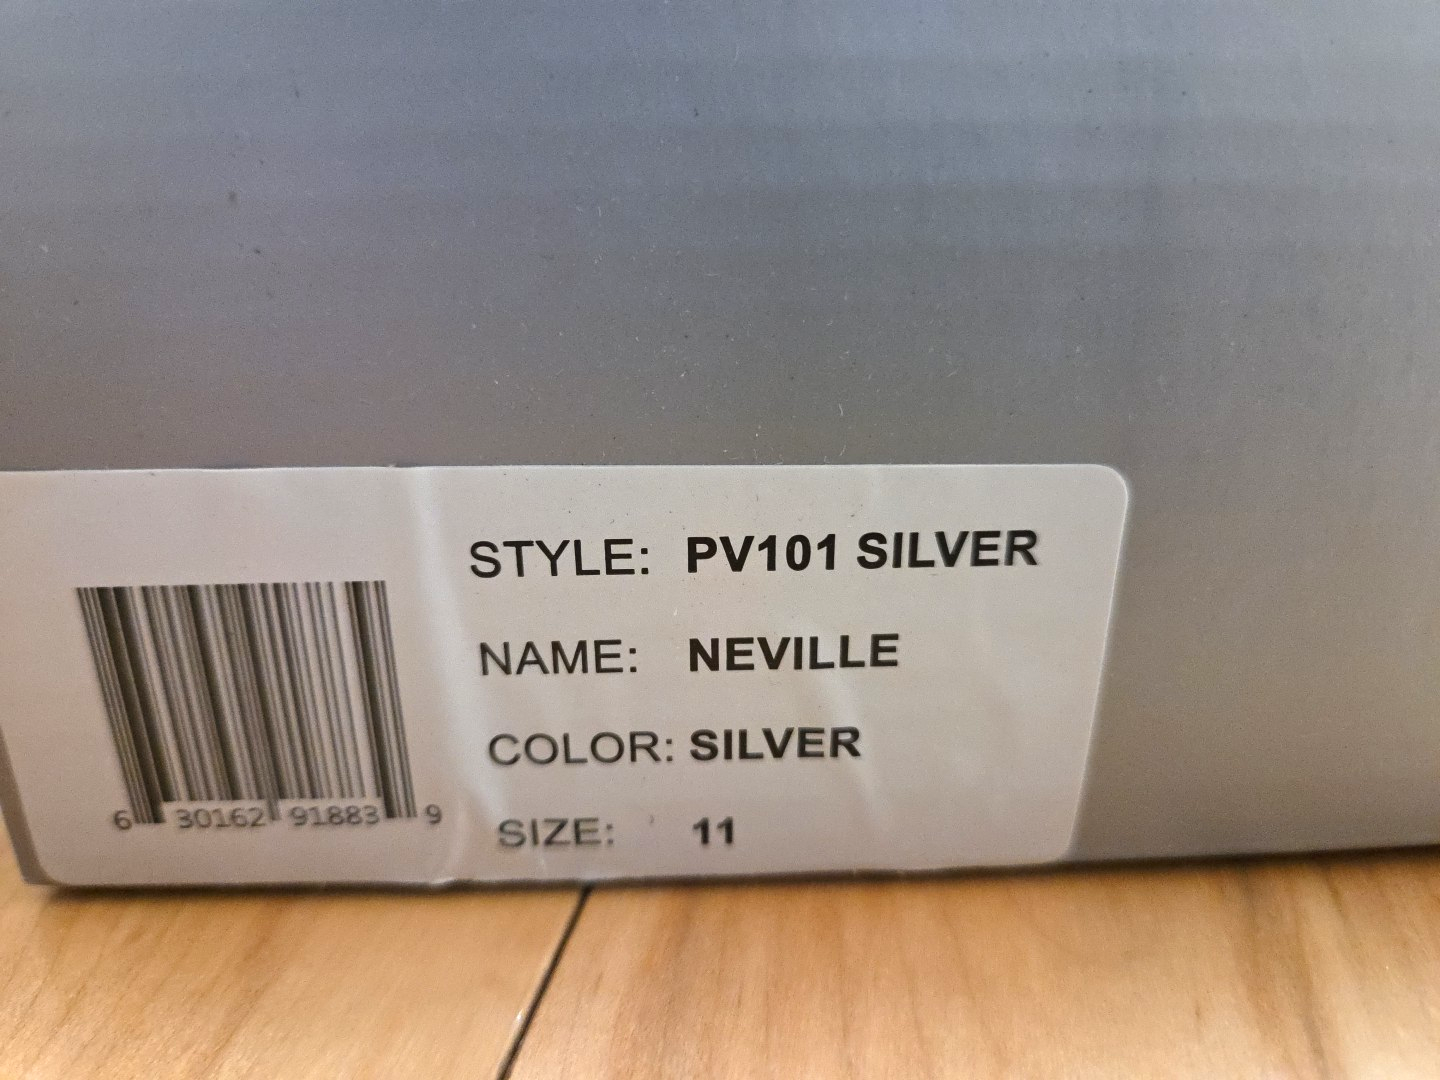 STYLE: PV101 SILVER
NAME: NEVILLE
COLOR: SILVER
SIZE: 11
6 30162 91883 9